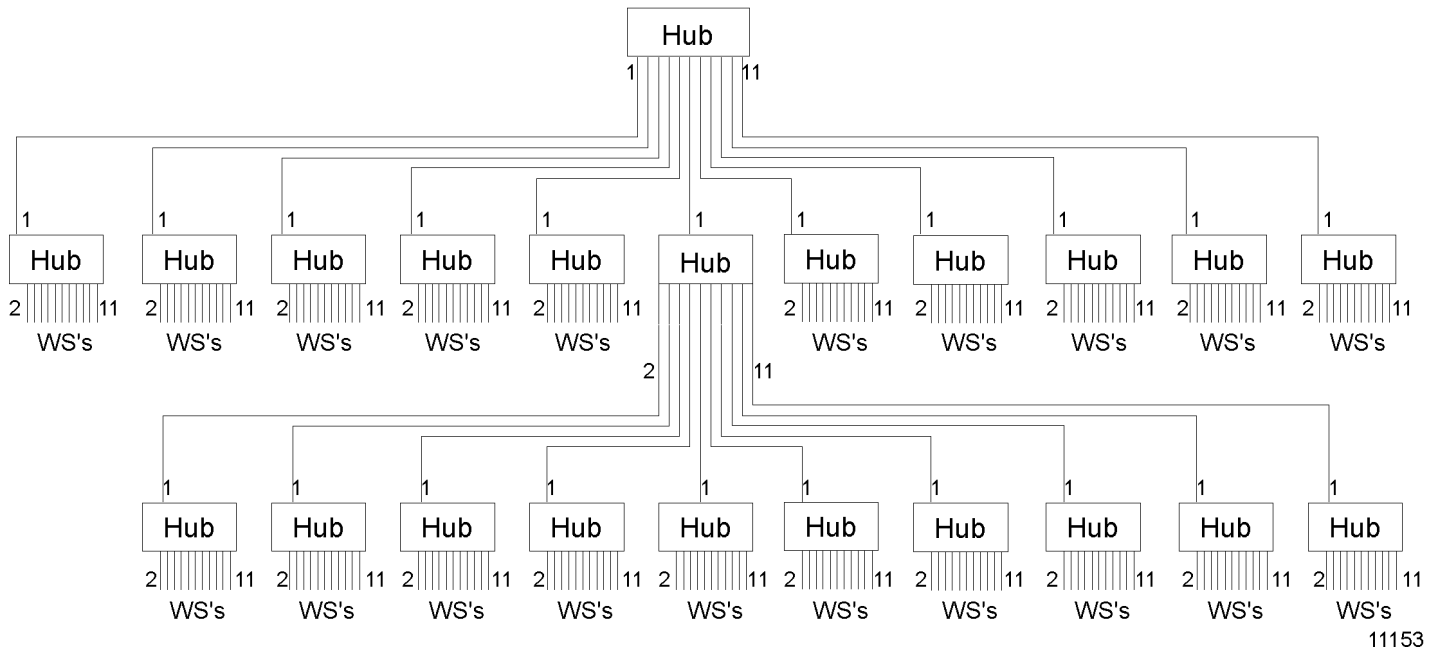 Hub
1 11
1 1 1 1 1 1 1 1 1 1 1
Hub Hub Hub Hub Hub Hub Hub Hub Hub Hub Hub
2 11 2 11 2 11 2 11 2 11 2 11 2 11 2 11 2 11 2 11
WS's WS's WS's WS's WS's WS's WS's WS's WS's WS's
2 11
1 1 1 1 1 1 1 1 1 1
Hub Hub Hub Hub Hub Hub Hub Hub Hub Hub
2 11 2 11 2 11 2 11 2 11 2 11 2 11 2 11 2 11 2 11
WS's WS's WS's WS's WS's WS's WS's WS's WS's WS's
11153